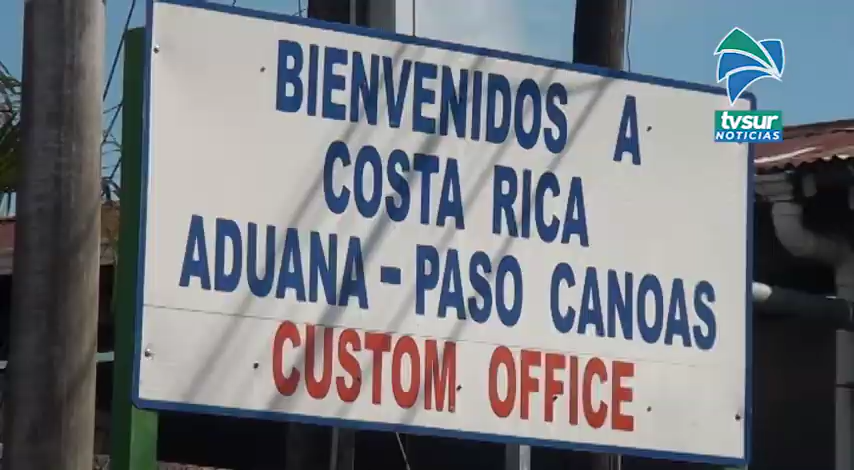 BIENVENIDOS A
COSTA RICA
ADUANA – PASO CANOAS
CUSTOM OFFICE
tvsur
NOTICIAS